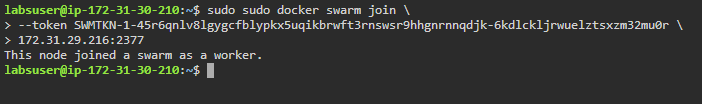 labsuser@ip-172-31-30-210:~$ sudo sudo docker swarm join \
> --token SWMTKN-1-45r6qnlv8lgygcfblypkx5uqikbrwft3rnswsr9hhgnrnnqdjk-6kdlckljrwuelztsxzm32mu0r \
> 172.31.29.216:2377
This node joined a swarm as a worker.
labsuser@ip-172-31-30-210:~$